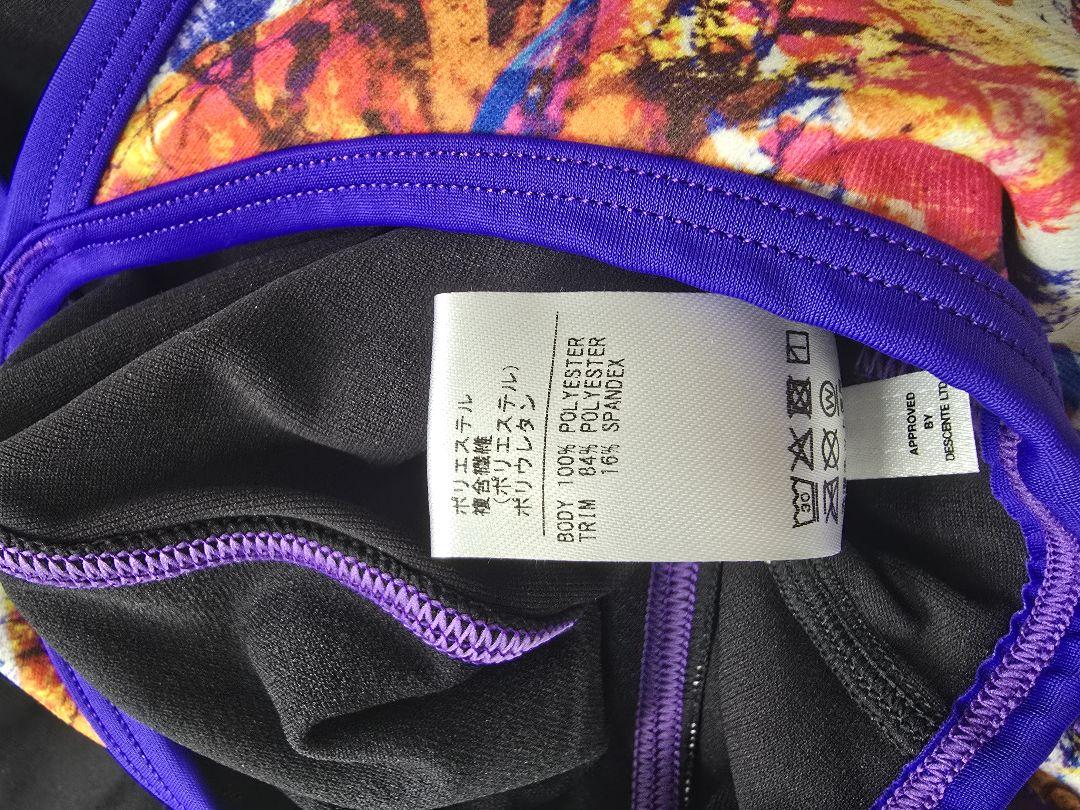 ポリエステル
複合繊維
(ポリエステル)
ポリウレタン
BODY 100% POLYESTER
TRIM 84% POLYESTER
16% SPANDEX
30
W
APPROVED
BY
DESCENTE LTD